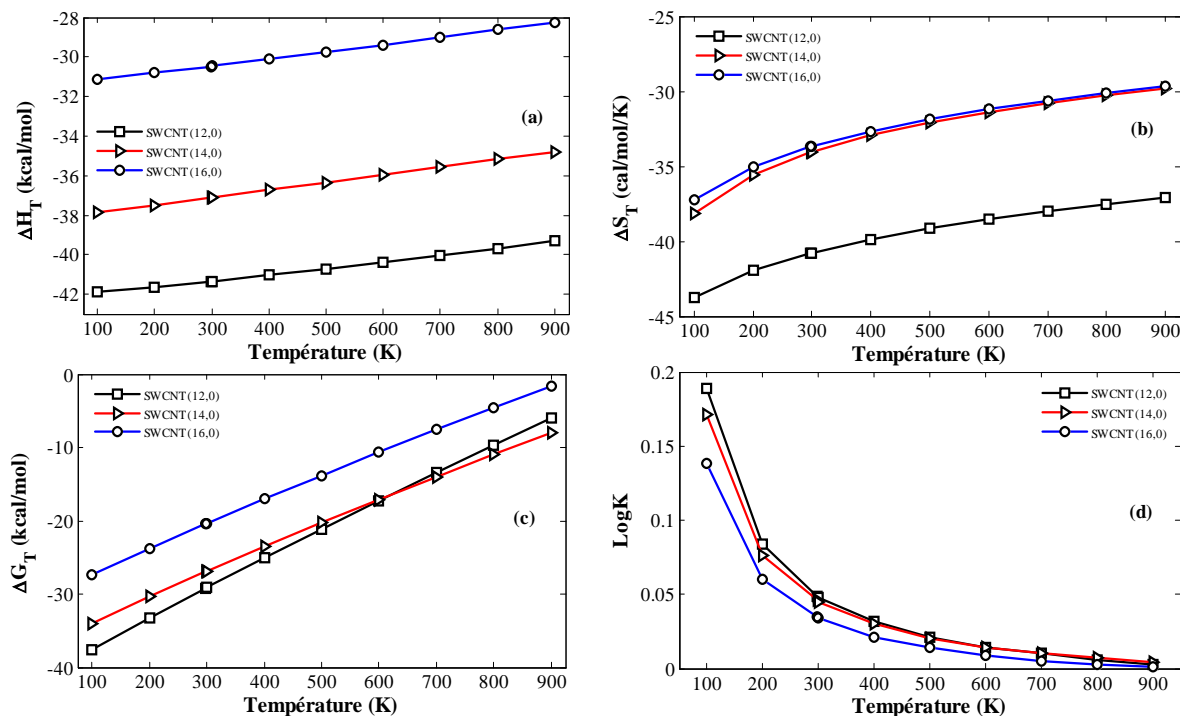 -26
-28
-30
-32
-34
-36
-38
-40
-42
ΔH_T (kcal/mol)
(a)
SWCNT(12,0)
SWCNT(14,0)
SWCNT(16,0)
100 200 300 400 500 600 700 800 900
Température (K)
-25
-30
-35
-40
-45
ΔS_T (cal/mol/K)
SWCNT(12,0)
SWCNT(14,0)
SWCNT(16,0)
(b)
100 200 300 400 500 600 700 800 900
Température (K)
0
-10
-20
-30
-40
ΔG_T (kcal/mol)
SWCNT(12,0)
SWCNT(14,0)
SWCNT(16,0)
(c)
100 200 300 400 500 600 700 800 900
Température (K)
0.2
0.15
0.1
0.05
0
LogK
SWCNT(12,0)
SWCNT(14,0)
SWCNT(16,0)
(d)
100 200 300 400 500 600 700 800 900
Température (K)